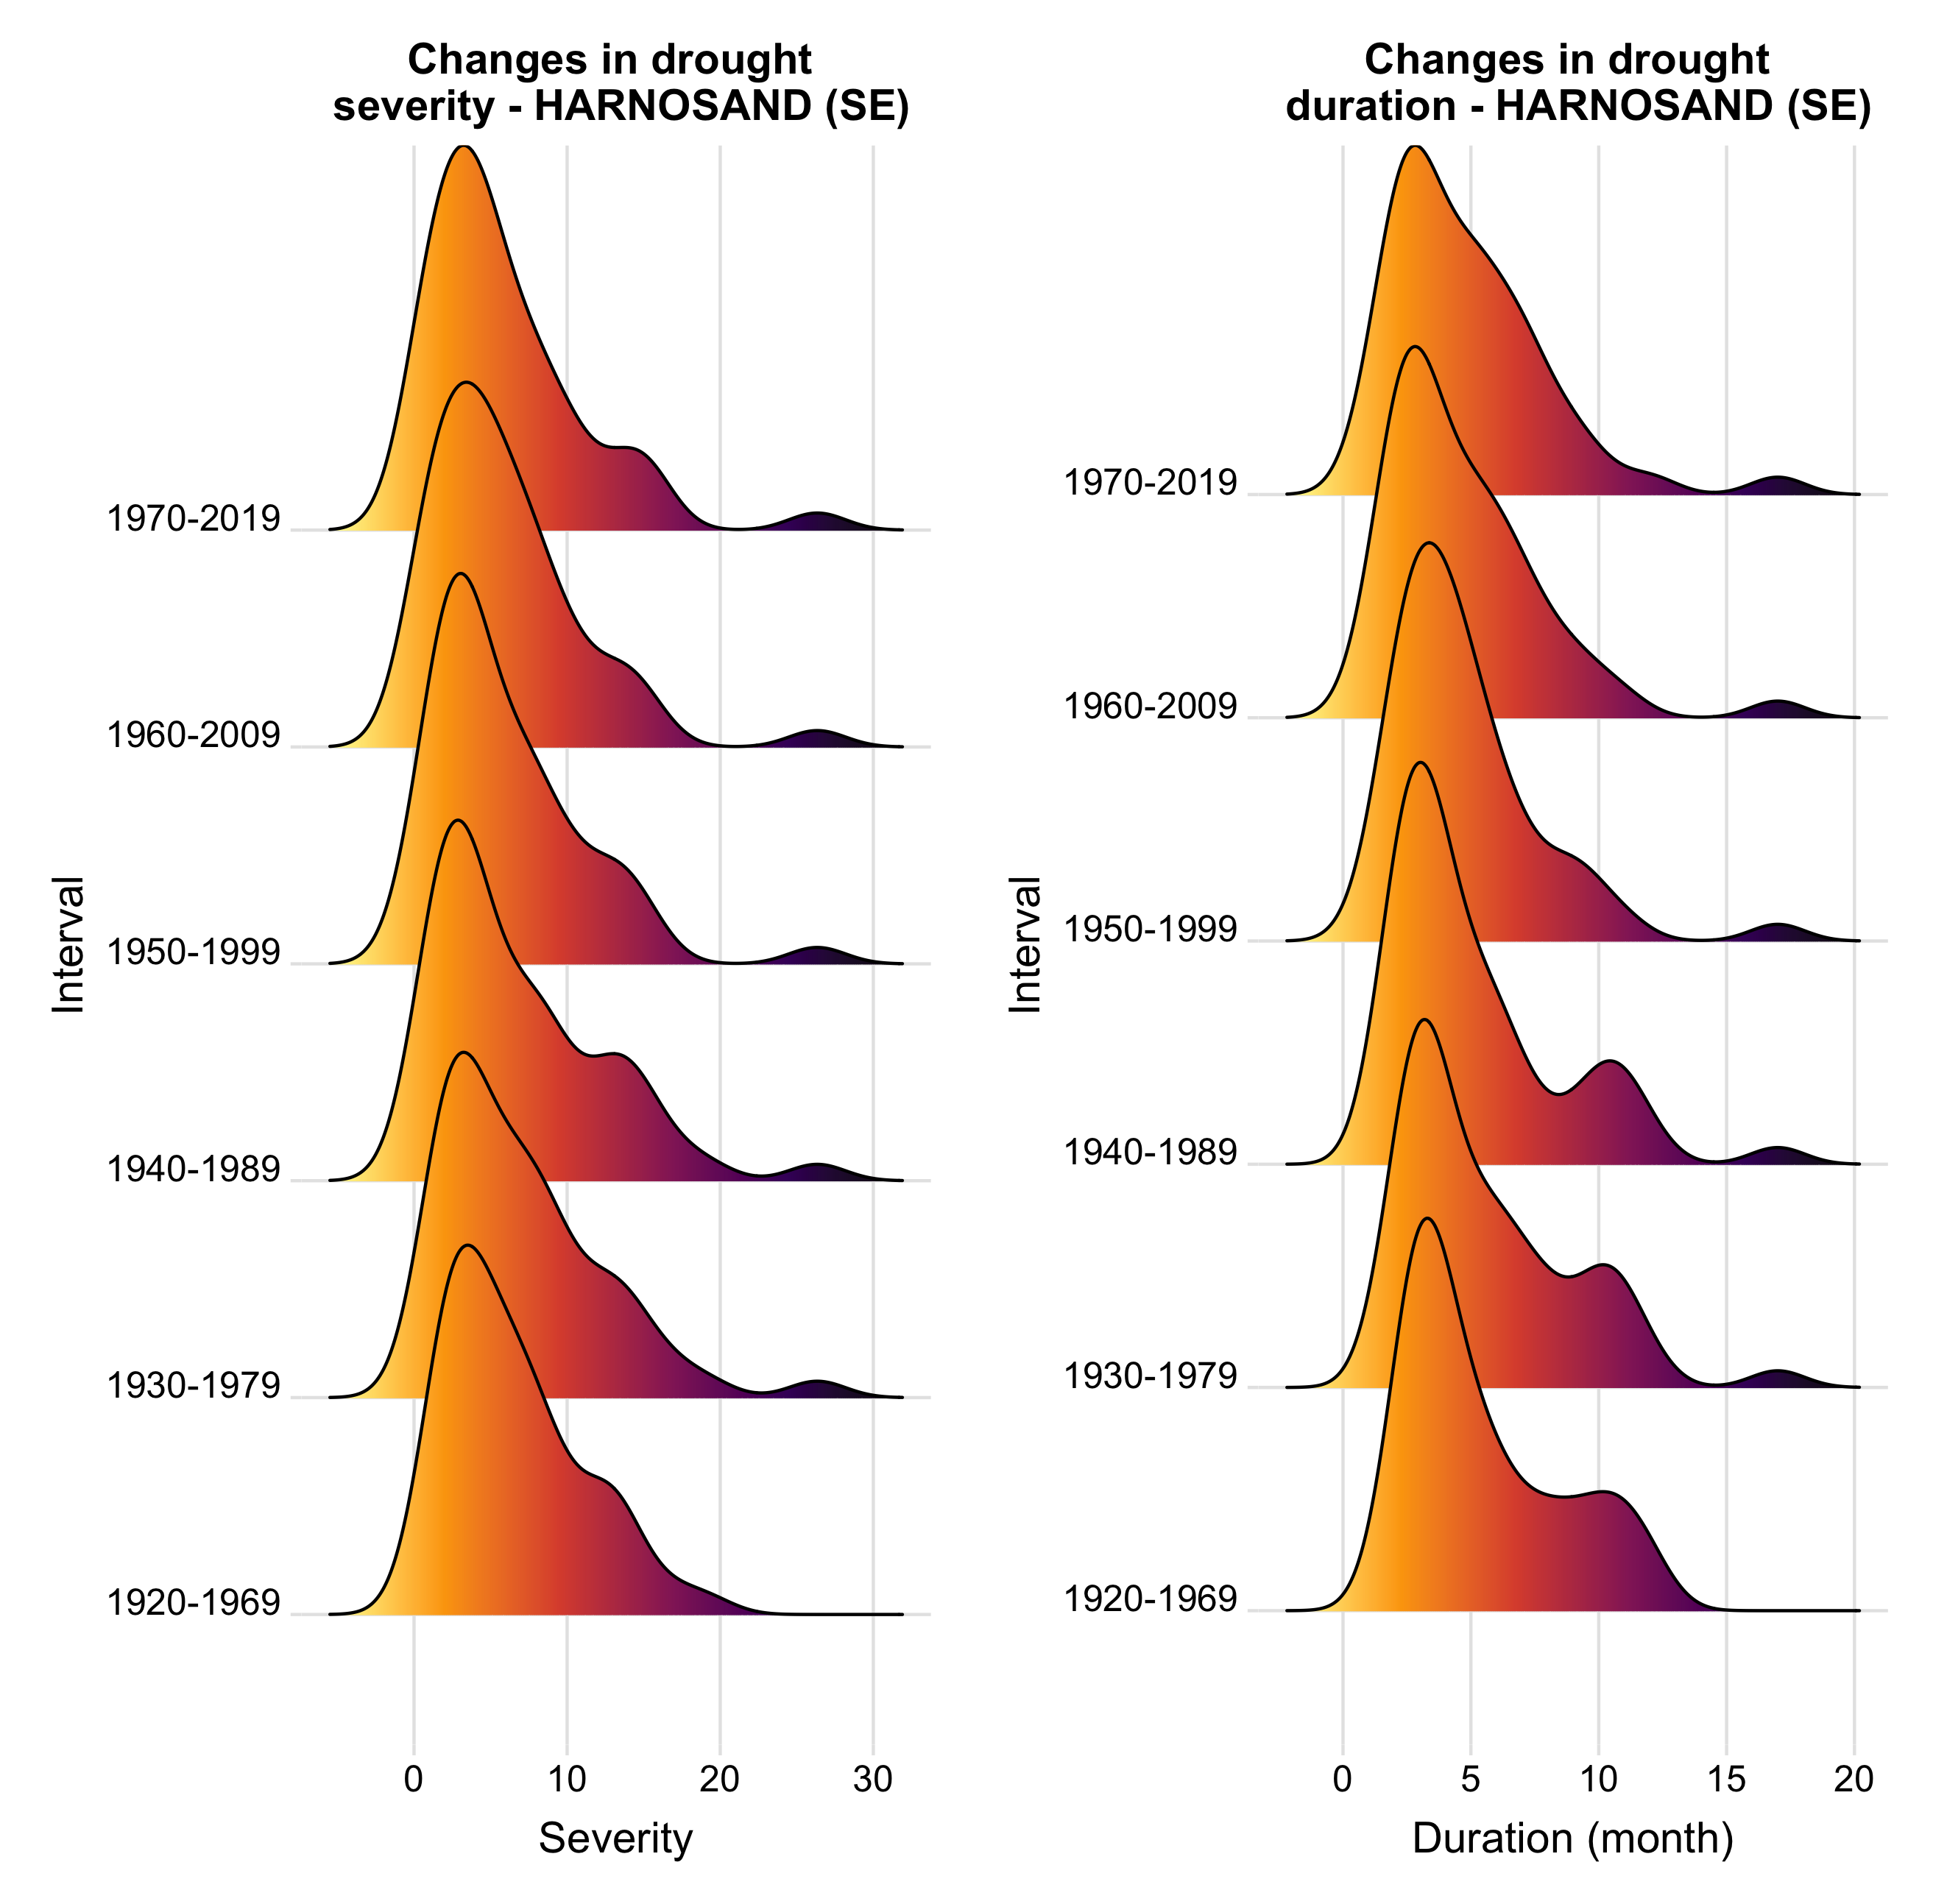 Changes in drought
severity - HARNOSAND (SE)
1970-2019
1960-2009
1950-1999
1940-1989
1930-1979
1920-1969
Interval
0 10 20 30
Severity
Changes in drought
duration - HARNOSAND (SE)
1970-2019
1960-2009
1950-1999
1940-1989
1930-1979
1920-1969
Interval
0 5 10 15 20
Duration (month)